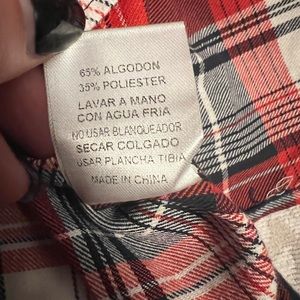 65% ALGODON
35% POLIESTER
LAVAR A MANO
CON AGUA FRIA
NO USAR BLANQUEADOR
SECAR COLGADO
USAR PLANCHA TIBIA
MADE IN CHINA